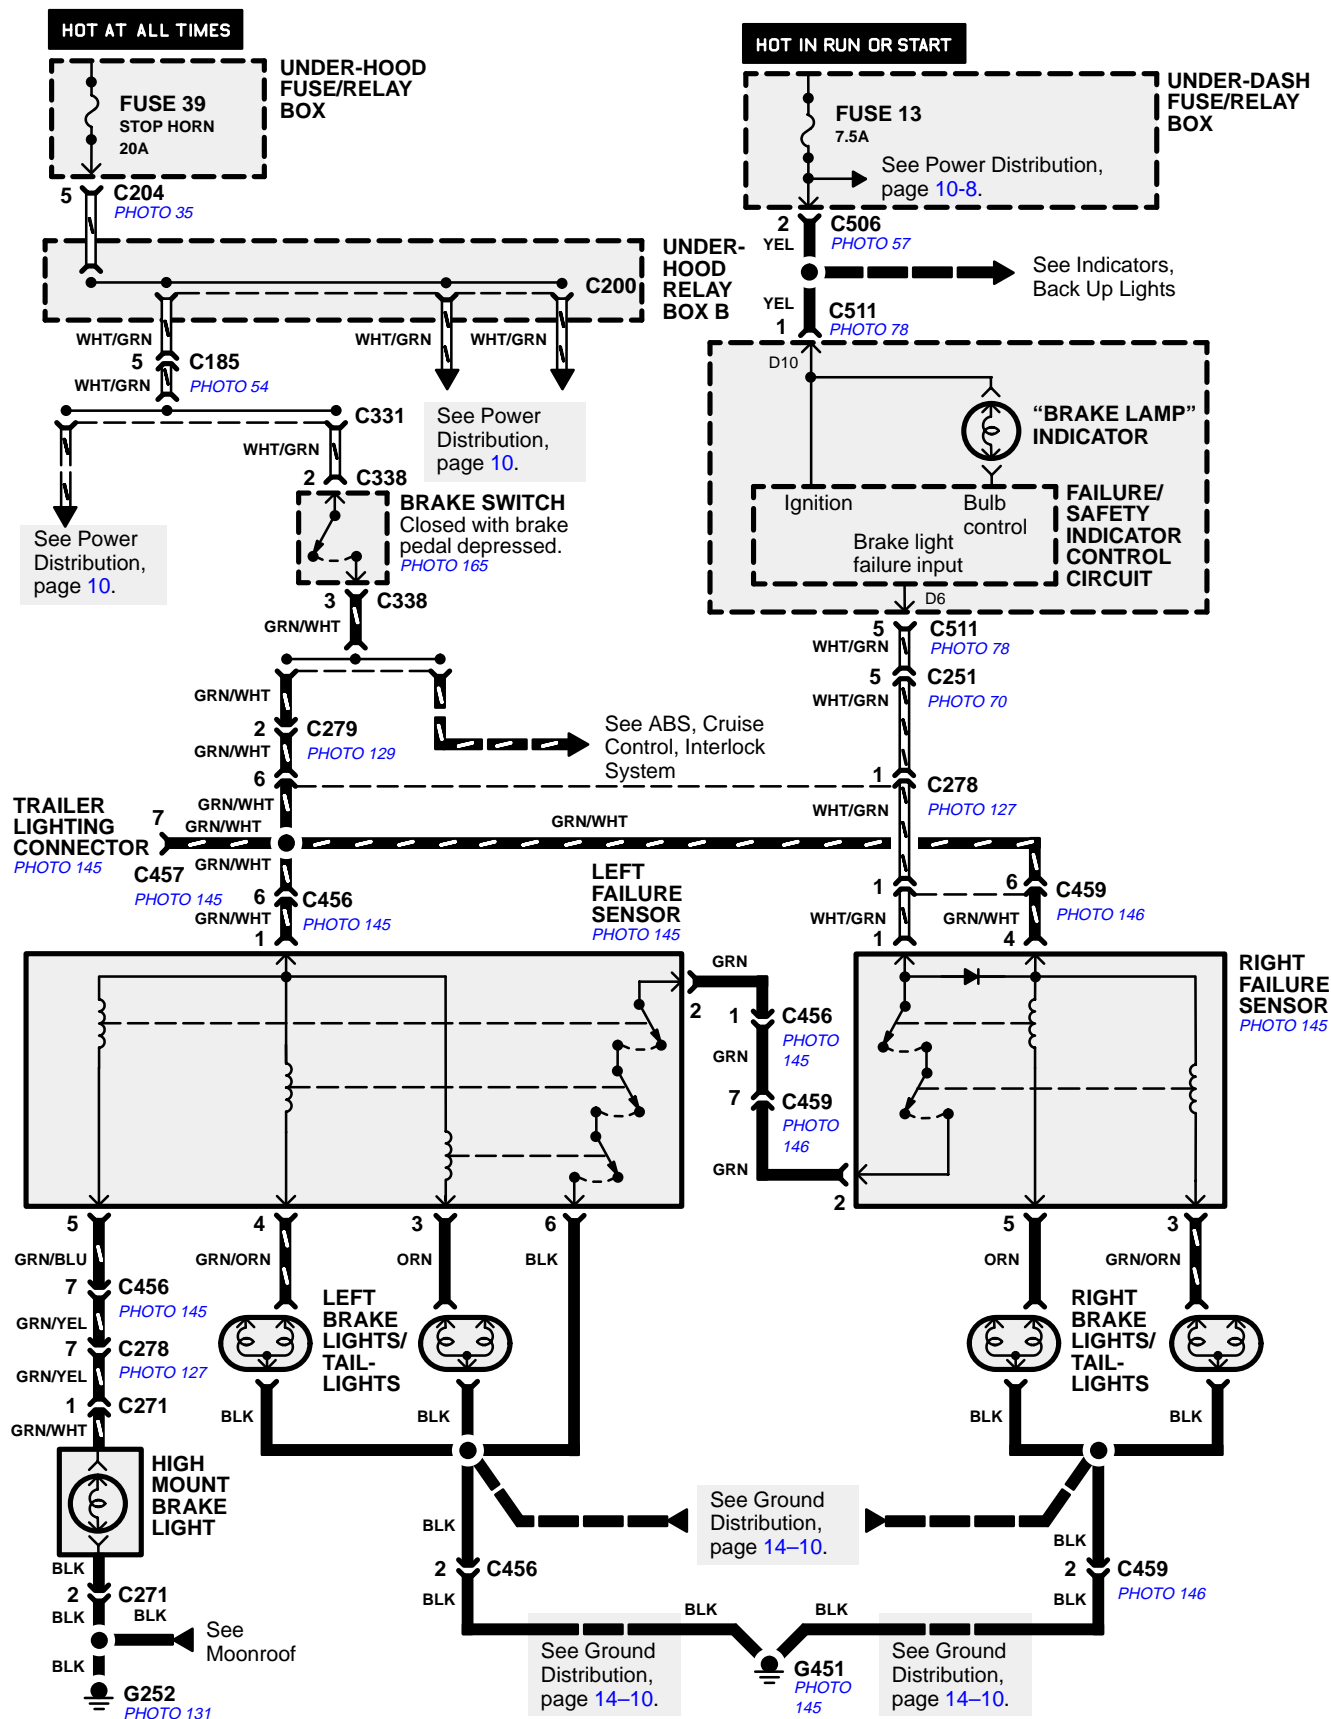 HOT AT ALL TIMES
UNDER-HOOD
FUSE/RELAY
BOX
FUSE 39
STOP HORN
20A
5
C204
PHOTO 35
HOT IN RUN OR START
UNDER-DASH
FUSE/RELAY
BOX
FUSE 13
7.5A
See Power Distribution,
page 10-8.
2
C506
YEL
PHOTO 57
See Indicators,
Back Up Lights
YEL
C511
1
PHOTO 78
UNDER-
HOOD
RELAY
BOX B
C200
WHT/GRN
WHT/GRN
WHT/GRN
5
C185
WHT/GRN
PHOTO 54
C331
See Power
Distribution,
page 10.
WHT/GRN
2
C338
BRAKE SWITCH
Closed with brake
pedal depressed.
PHOTO 165
See Power
Distribution,
page 10.
3
C338
GRN/WHT
D10
“BRAKE LAMP”
INDICATOR
Ignition
Bulb
control
Brake light
failure input
FAILURE/
SAFETY
INDICATOR
CONTROL
CIRCUIT
D6
5
C511
WHT/GRN
PHOTO 78
5
C251
WHT/GRN
PHOTO 70
GRN/WHT
2
C279
GRN/WHT
PHOTO 129
See ABS, Cruise
Control, Interlock
System
6
1
C278
GRN/WHT
WHT/GRN
PHOTO 127
TRAILER
LIGHTING
CONNECTOR
PHOTO 145
7
GRN/WHT
GRN/WHT
GRN/WHT
C457
PHOTO 145
6
C456
GRN/WHT
PHOTO 145
1
LEFT
FAILURE
SENSOR
PHOTO 145
1
6
C459
WHT/GRN
GRN/WHT
PHOTO 146
1
4
GRN
2
1
C456
PHOTO
145
GRN
7
C459
PHOTO
146
GRN
2
RIGHT
FAILURE
SENSOR
PHOTO 145
5
4
3
6
5
3
GRN/BLU
GRN/ORN
ORN
BLK
ORN
GRN/ORN
7
C456
PHOTO 145
GRN/YEL
7
C278
GRN/YEL
PHOTO 127
1
C271
GRN/WHT
LEFT
BRAKE
LIGHTS/
TAIL-
LIGHTS
RIGHT
BRAKE
LIGHTS/
TAIL-
LIGHTS
BLK
BLK
BLK
BLK
HIGH
MOUNT
BRAKE
LIGHT
See Ground
Distribution,
page 14–10.
BLK
BLK
BLK
2
C456
2
C459
PHOTO 146
2
C271
BLK
BLK
BLK
BLK
BLK
BLK
See
Moonroof
BLK
G252
PHOTO 131
See Ground
Distribution,
page 14–10.
G451
PHOTO
145
See Ground
Distribution,
page 14–10.